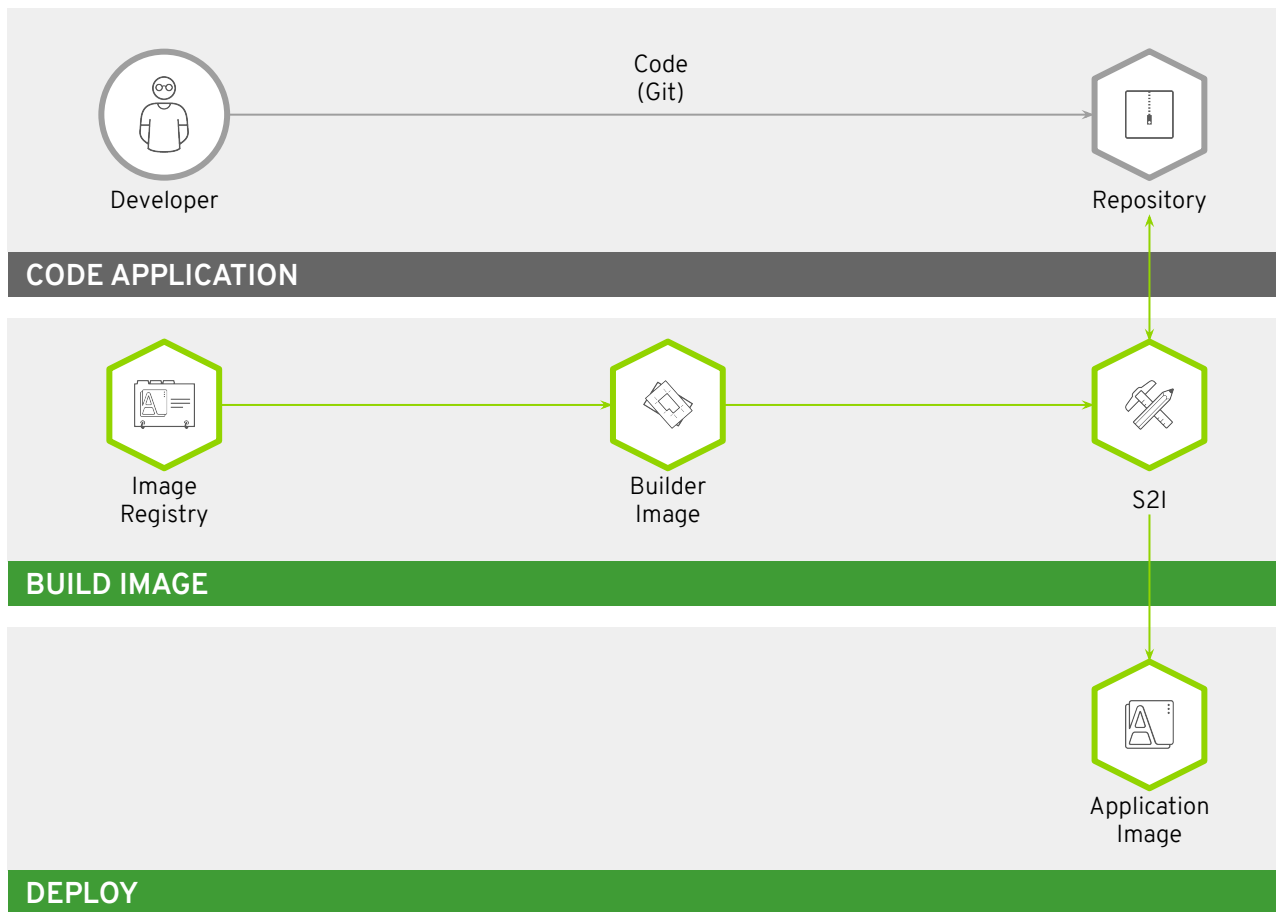 Code
(Git)
Developer
Repository
CODE APPLICATION
Image
Registry
Builder
Image
S2I
BUILD IMAGE
Application
Image
DEPLOY